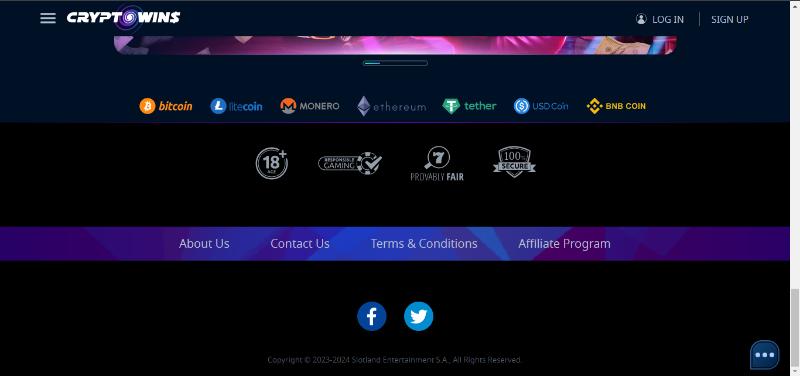 CRYPTOWINS
LOG IN
SIGN UP
bitcoin
litecoin
MONERO
ethereum
tether
USD Coin
BNB COIN
18+
AGE
RESPONSIBLE
GAMING
7
PROVABLY FAIR
100%
SECURE
About Us
Contact Us
Terms & Conditions
Affiliate Program
Copyright © 2023-2024 Slotland Entertainment S.A., All Rights Reserved.